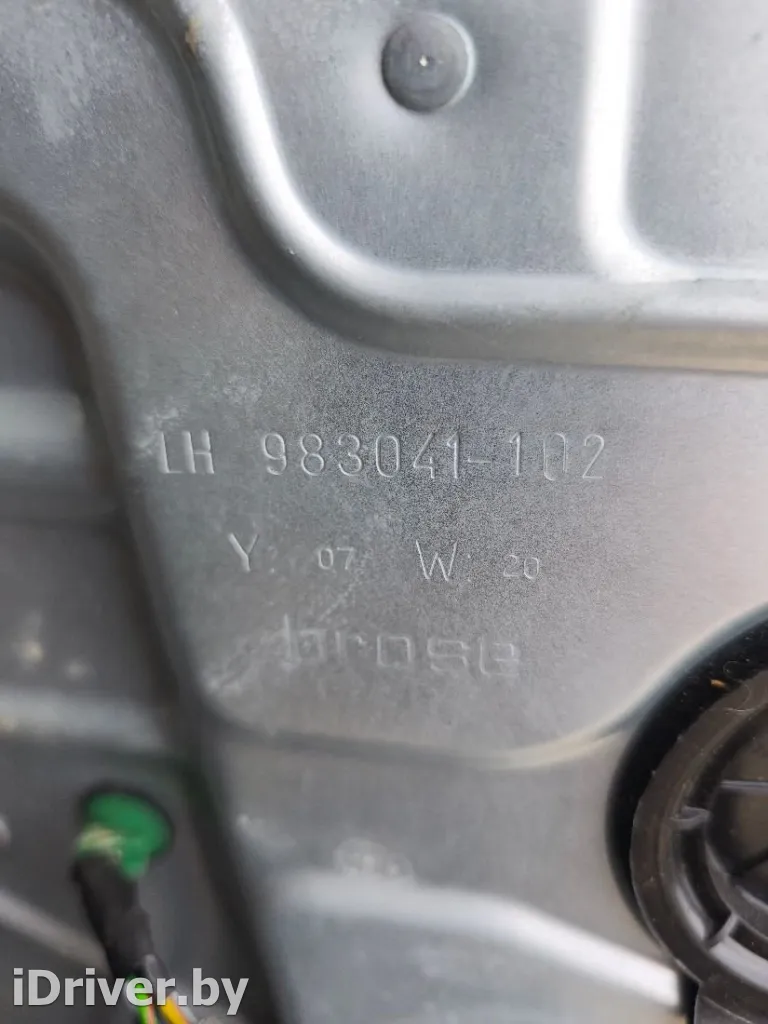 LH 983041-102
Y: 07 W: 20
brose
iDriver.by